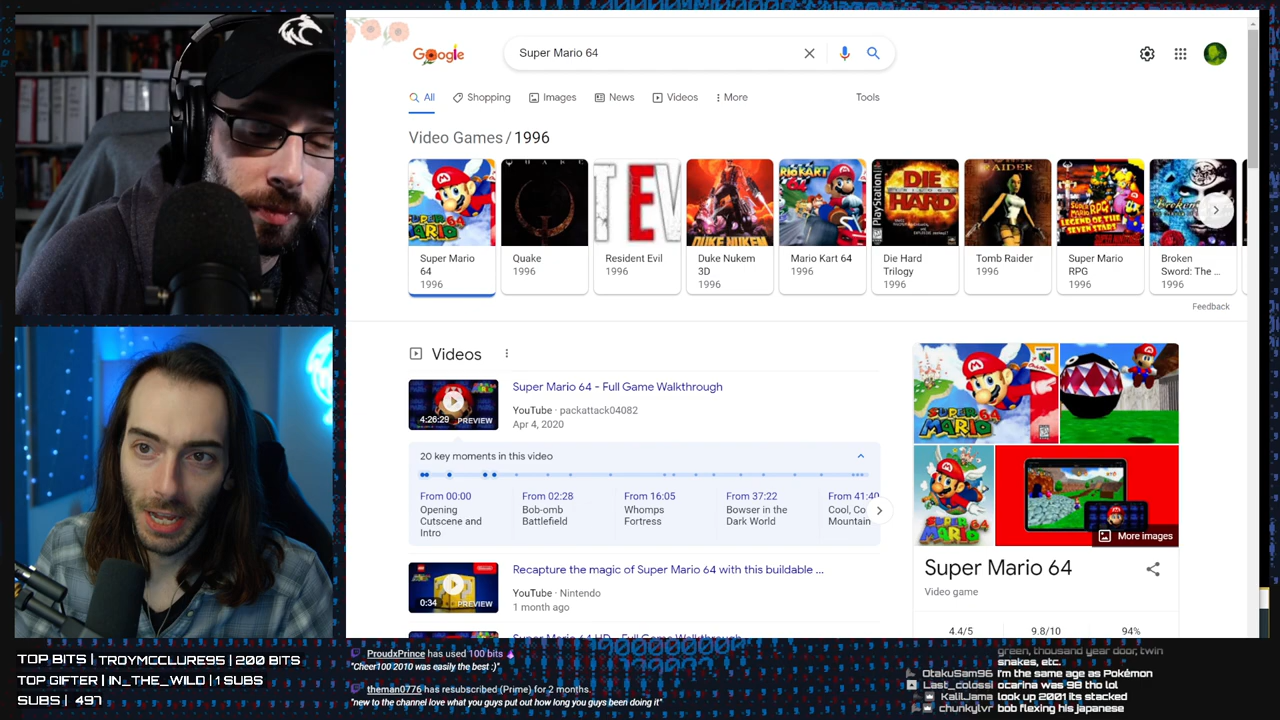 Google
Super Mario 64
All
Shopping
Images
News
Videos
More
Tools
Video Games / 1996
Super Mario 64
1996
Quake
1996
Resident Evil
1996
Duke Nukem 3D
1996
Mario Kart 64
1996
Die Hard Trilogy
1996
Tomb Raider
1996
Super Mario RPG
1996
Broken Sword: The ...
1996
Feedback
Videos
Super Mario 64 - Full Game Walkthrough
YouTube · packattack04082
Apr 4, 2020
4:26:29 PREVIEW
20 key moments in this video
From 00:00
Opening
Cutscene and
Intro
From 02:28
Bob-omb
Battlefield
From 16:05
Whomps
Fortress
From 37:22
Bowser in the
Dark World
From 41:40
Cool, Co
Mountain
Recapture the magic of Super Mario 64 with this buildable ...
YouTube · Nintendo
1 month ago
0:34 PREVIEW
Super Mario 64 HD - Full Game Walkthrough
More images
Super Mario 64
Video game
4.4/5
9.8/10
94%
TOP BITS | TROYMCCLURE95 | 200 BITS
TOP GIFTER | IN_THE_WILD | 1 SUBS
SUBS | 497
ProudxPrince has used 100 bits
"Cheer100 2010 was easily the best :)"
theman0776 has resubscribed (Prime) for 2 months.
"new to the channel love what you guys put out how long you guys been doing it"
green, thousand year door, twin
snakes, etc.
OtakuSam96 I'm the same age as Pokémon
Last_colossi ocarina was 98 tho lol
KaliIJama look up 2001 its stacked
chunkylvr bob flexing his japanese